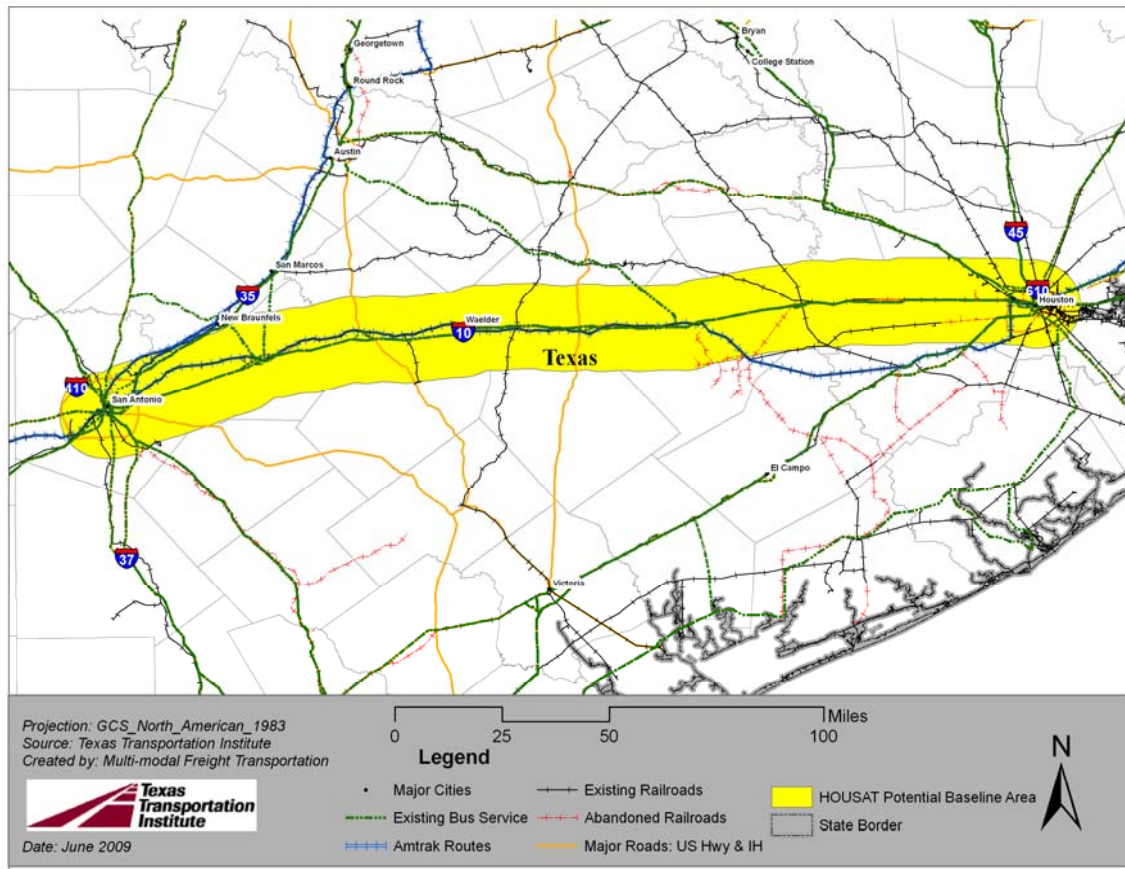 Georgetown
Round Rock
Bryan
College Station
Austin
San Marcos
35
45
610
Houston
New Braunfels
Waelder
10
Texas
410
San Antonio
El Campo
37
Victoria
Projection: GCS_North_American_1983
Source: Texas Transportation Institute
Created by: Multi-modal Freight Transportation
Texas
Transportation
Institute
Date: June 2009
Miles
0 25 50 100
Legend
Major Cities
Existing Bus Service
Amtrak Routes
Existing Railroads
Abandoned Railroads
Major Roads: US Hwy & IH
HOUSAT Potential Baseline Area
State Border
N